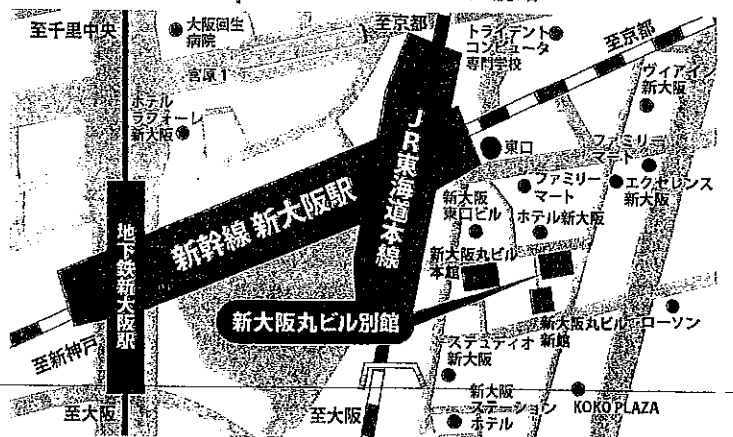 至千里中央
大阪回生
病院
至京都
トライデント
コンピュータ
専門学校
至京都
宮原1
ヴィアイン
新大阪
ホテル
ラフォーレ
新大阪
JR東海道本線
東口
ファミリー
マート
ファミリー
マート
エクセレンス
新大阪
新大阪
東口ビル
ホテル新大阪
新幹線 新大阪駅
地下鉄新大阪駅
新大阪丸ビル
本館
新大阪丸ビル別館
新大阪丸ビル
新館
ローソン
至新神戸
ステュディオ
新大阪
至大阪
至大阪
新大阪
ステーション
ホテル
KOKO PLAZA